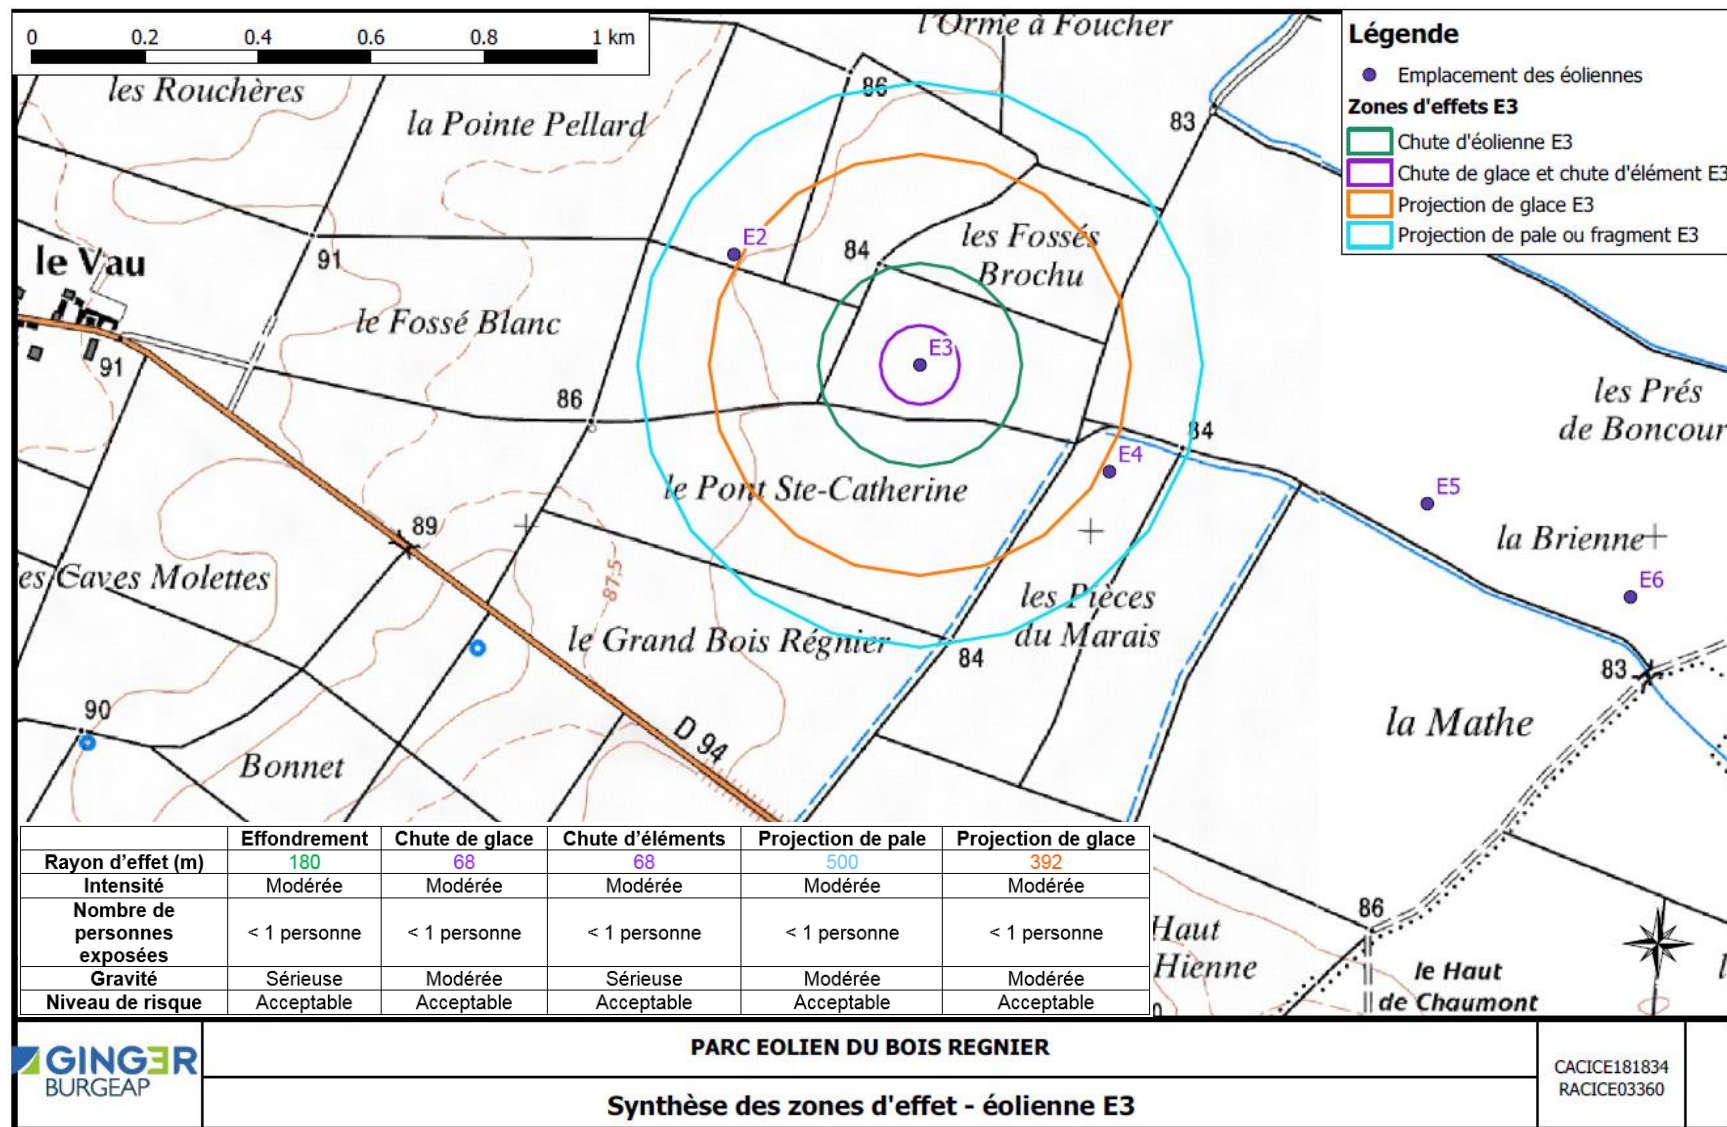 0 0.2 0.4 0.6 0.8 1 km
l'Orme à Foucher
Légende
Emplacement des éoliennes
Zones d'effets E3
Chute d'éolienne E3
Chute de glace et chute d'élément E3
Projection de glace E3
Projection de pale ou fragment E3
les Rouchères
86
la Pointe Pellard
83
E2
les Fossés
Brochu
84
le Vau
91
le Fossé Blanc
E3
91
86
les Prés
de Boncour
84
E4
le Pont Ste-Catherine
E5
89
la Brienne
es Caves Molettes
87,5
E6
les Pièces
du Marais
le Grand Bois Régnier
84
83
90
la Mathe
D 94
Bonnet
Effondrement Chute de glace Chute d'éléments Projection de pale Projection de glace
Rayon d'effet (m) 180 68 68 500 392
Intensité Modérée Modérée Modérée Modérée Modérée
Nombre de
personnes
exposées
< 1 personne < 1 personne < 1 personne < 1 personne < 1 personne
Gravité Sérieuse Modérée Sérieuse Modérée Modérée
Niveau de risque Acceptable Acceptable Acceptable Acceptable Acceptable
86
Haut
Hienne
le Haut
de Chaumont
GINGER
BURGEAP
PARC EOLIEN DU BOIS REGNIER
Synthèse des zones d'effet - éolienne E3
CACICE181834
RACICE03360